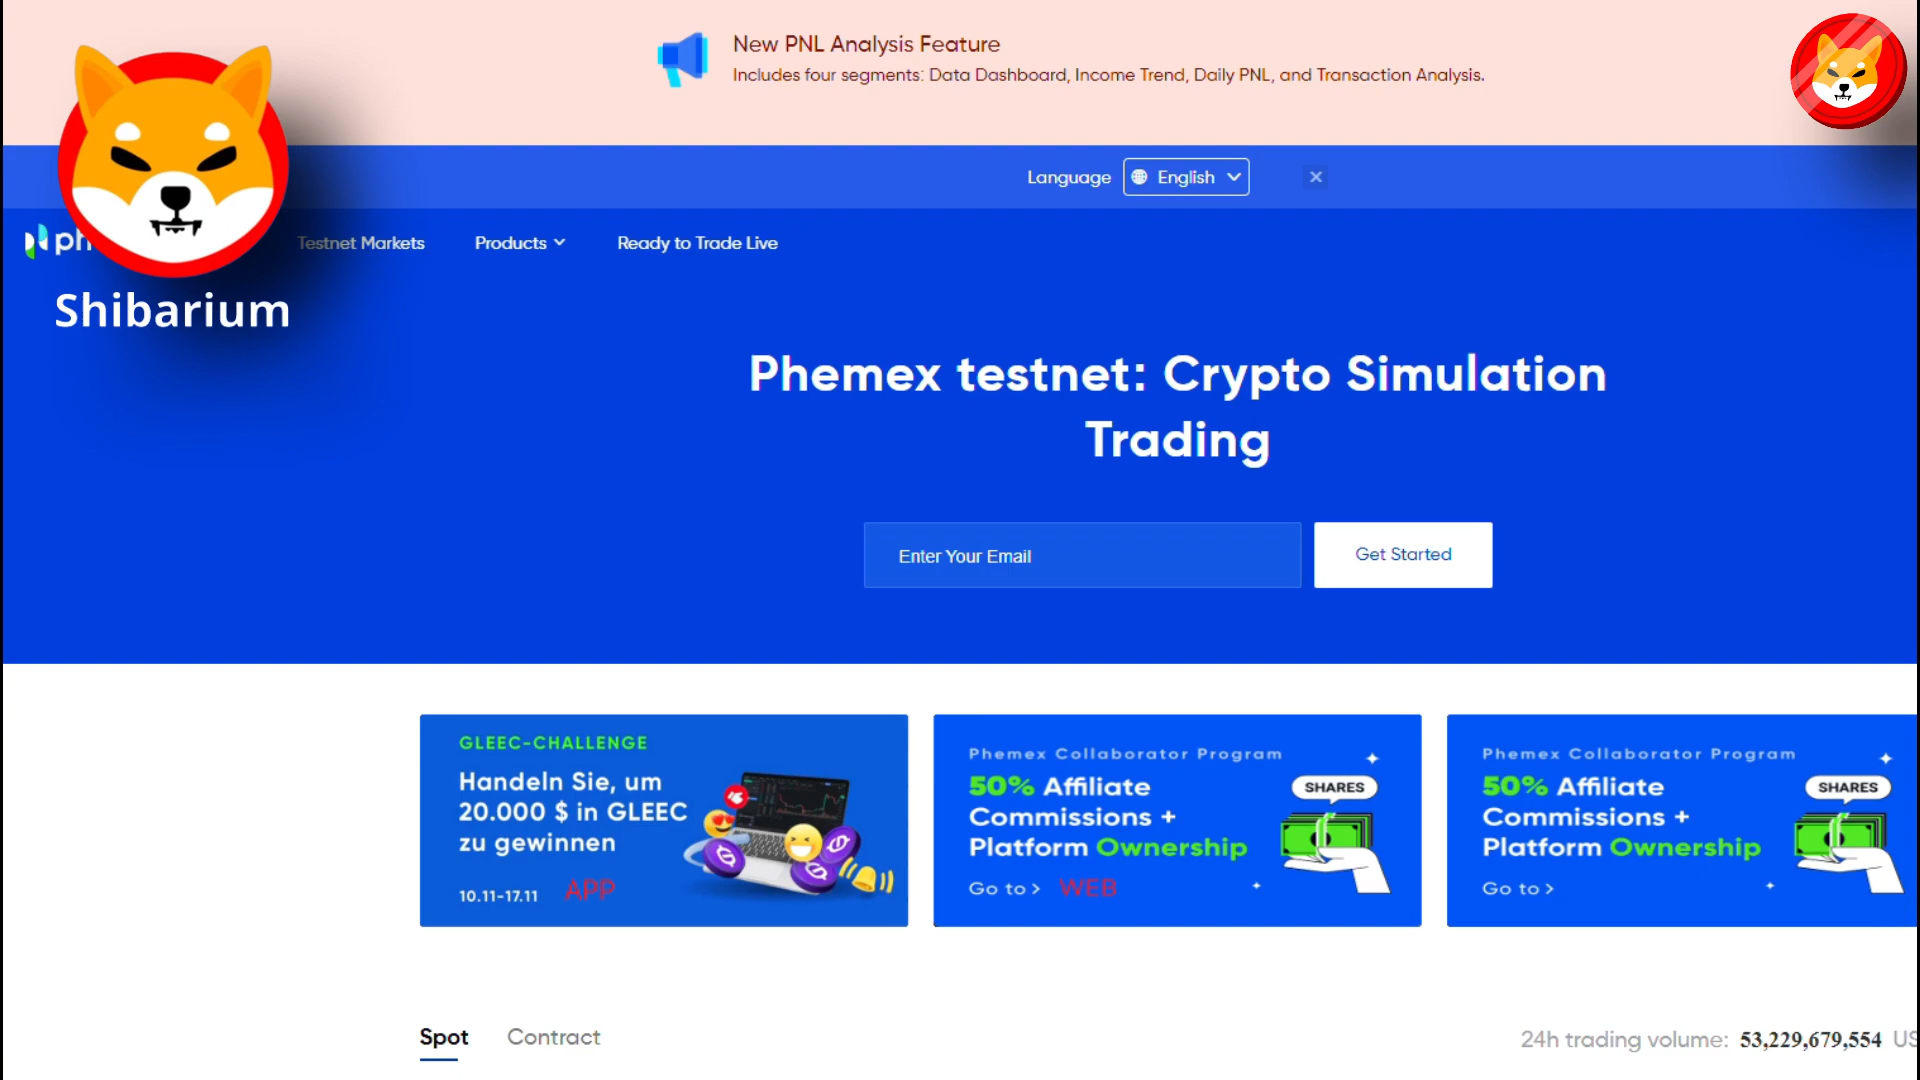 New PNL Analysis Feature
Includes four segments: Data Dashboard, Income Trend, Daily PNL, and Transaction Analysis.
Language English
ph
Testnet Markets Products Ready to Trade Live
Shibarium
Phemex testnet: Crypto Simulation
Trading
Enter Your Email Get Started
GLEEC-CHALLENGE
Handeln Sie, um
20.000 $ in GLEEC
zu gewinnen
10.11-17.11 APP
Phemex Collaborator Program
50% Affiliate
Commissions +
Platform Ownership
Go to > WEB
SHARES
Phemex Collaborator Program
50% Affiliate
Commissions +
Platform Ownership
Go to >
SHARES
Spot Contract
24h trading volume: 53,229,679,554 US